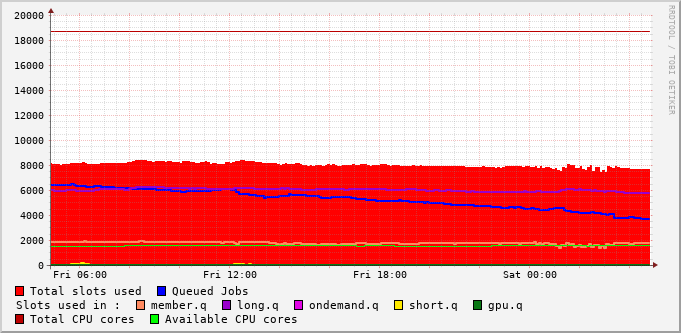 20000
18000
16000
14000
12000
10000
8000
6000
4000
2000
0
Fri 06:00 Fri 12:00 Fri 18:00 Sat 00:00
RRDTOOL / TOBI OETIKER
Total slots used Queued Jobs
Slots used in : member.q long.q ondemand.q short.q gpu.q
Total CPU cores Available CPU cores